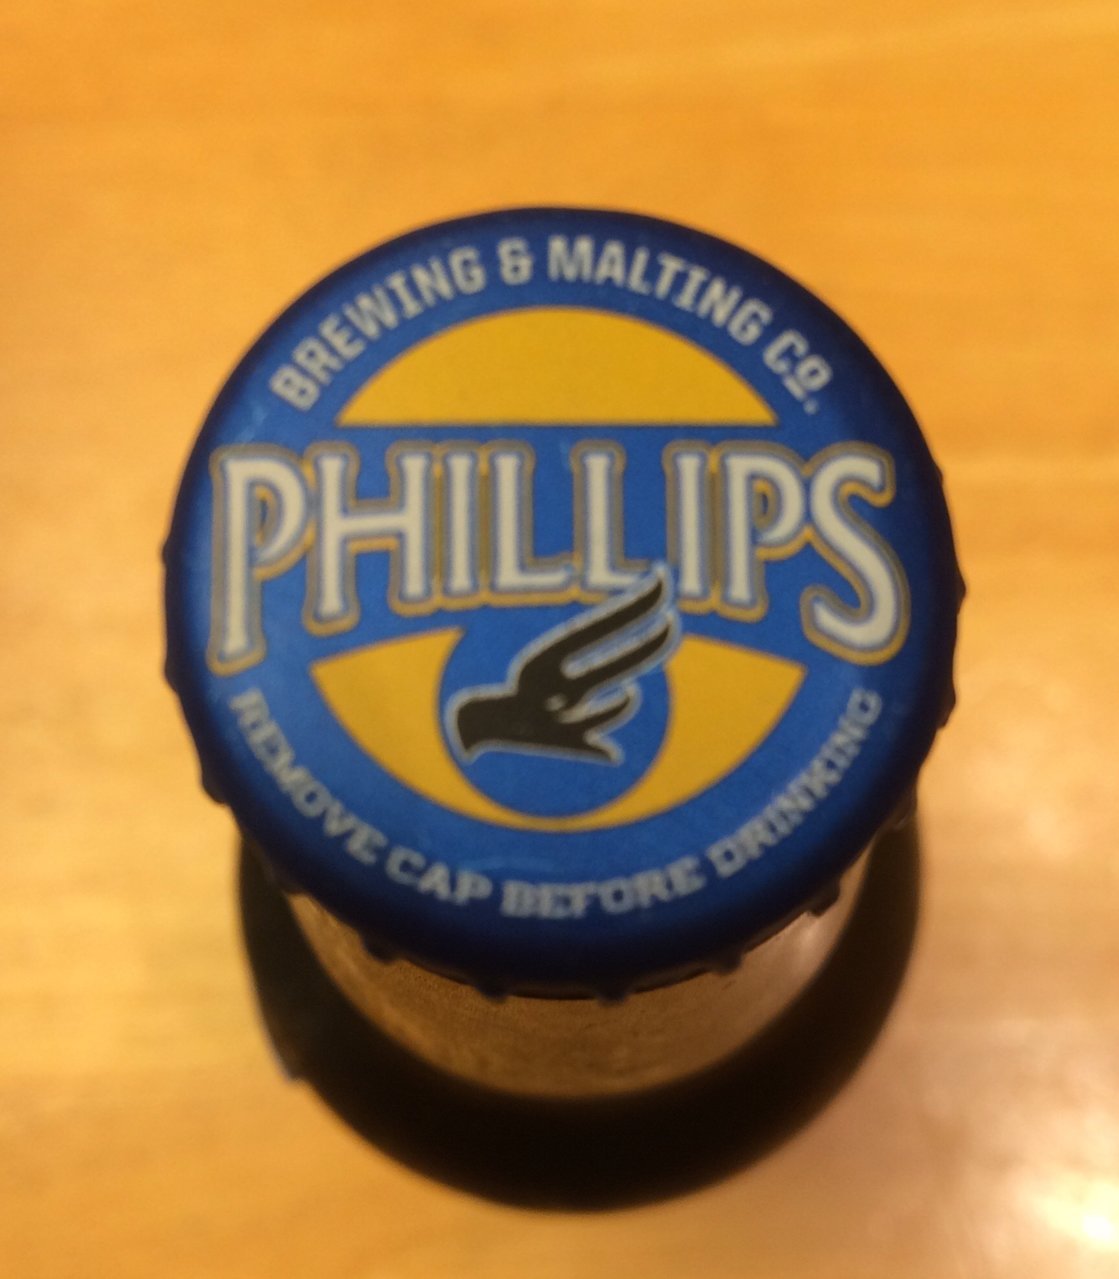 BREWING & MALTING CO.
PHILLIPS
REMOVE CAP BEFORE DRINKING